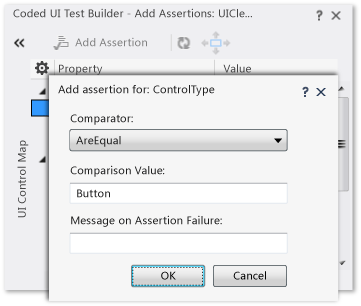 Coded UI Test Builder - Add Assertions: UICle...
Add Assertion
Property Value
UI Control Map
Add assertion for: ControlType
Comparator:
AreEqual
Comparison Value:
Button
Message on Assertion Failure:
OK Cancel